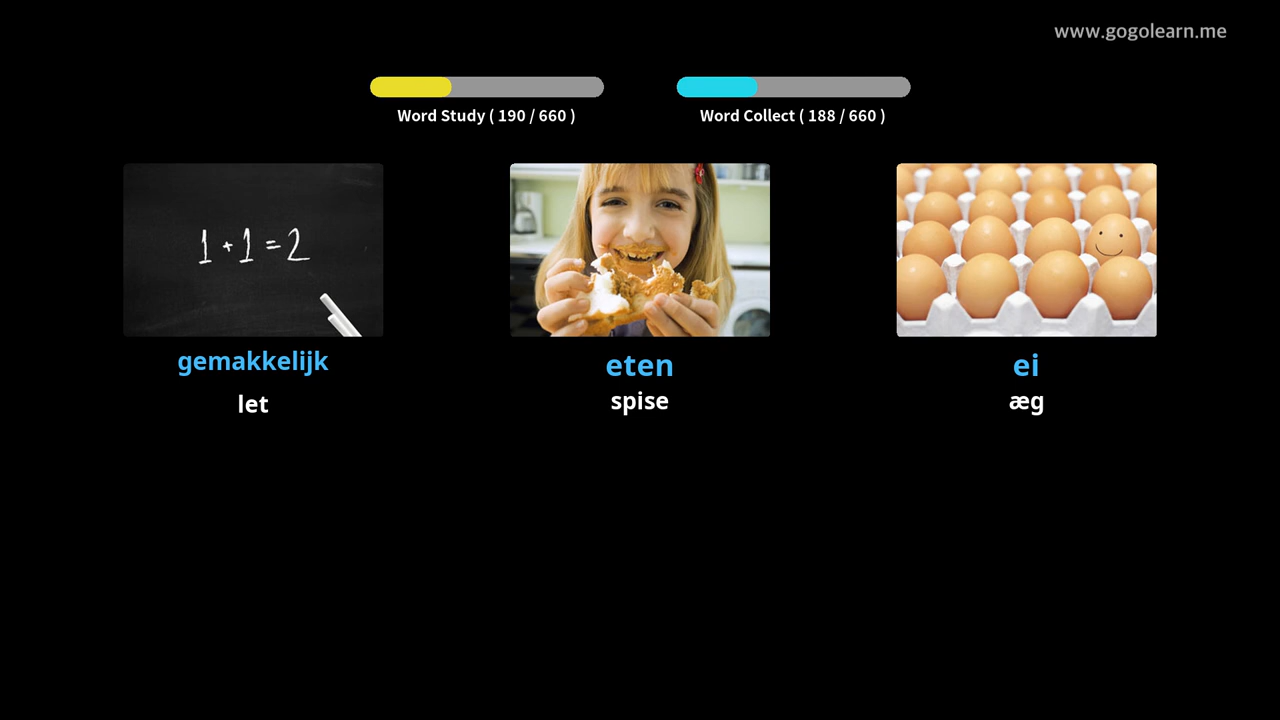 www.gogolearn.me
Word Study ( 190 / 660 )
Word Collect ( 188 / 660 )
1 + 1 = 2
gemakkelijk
let
eten
spise
ei
æg